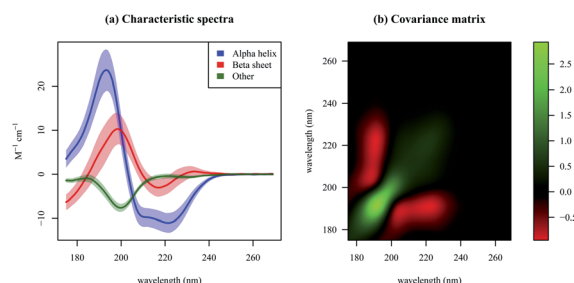 (a) Characteristic spectra
Alpha helix
Beta sheet
Other
M⁻¹ cm⁻¹
20
10
0
−10
180 200 220 240 260
wavelength (nm)
(b) Covariance matrix
wavelength (nm)
260
240
220
200
180
180 200 220 240 260
wavelength (nm)
2.5
2.0
1.5
1.0
0.5
0.0
−0.5